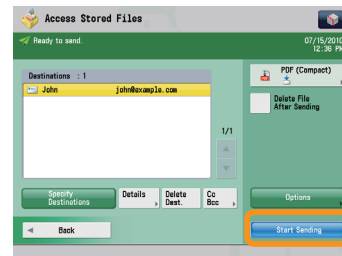 Access Stored Files
Ready to send.
07/15/2010
12:36 PM
Destinations : 1
PDF (Compact)
John john@example.com
Delete File
After Sending
1/1
Specify
Destinations
Details
Delete
Dest.
Cc
Bcc
Options
Back
Start Sending